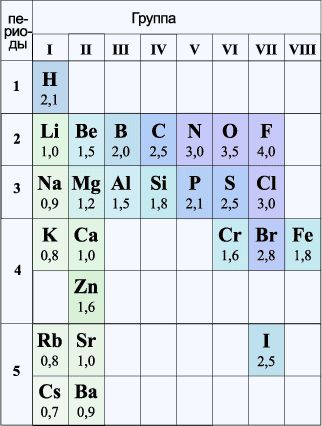 пе-
рио-
ды
Группа
I II III IV V VI VII VIII
1
H
2,1
2
Li Be B C N O F
1,0 1,5 2,0 2,5 3,0 3,5 4,0
3
Na Mg Al Si P S Cl
0,9 1,2 1,5 1,8 2,1 2,5 3,0
4
K Ca Cr Br Fe
0,8 1,0 1,6 2,8 1,8
Zn
1,6
5
Rb Sr I
0,8 1,0 2,5
Cs Ba
0,7 0,9